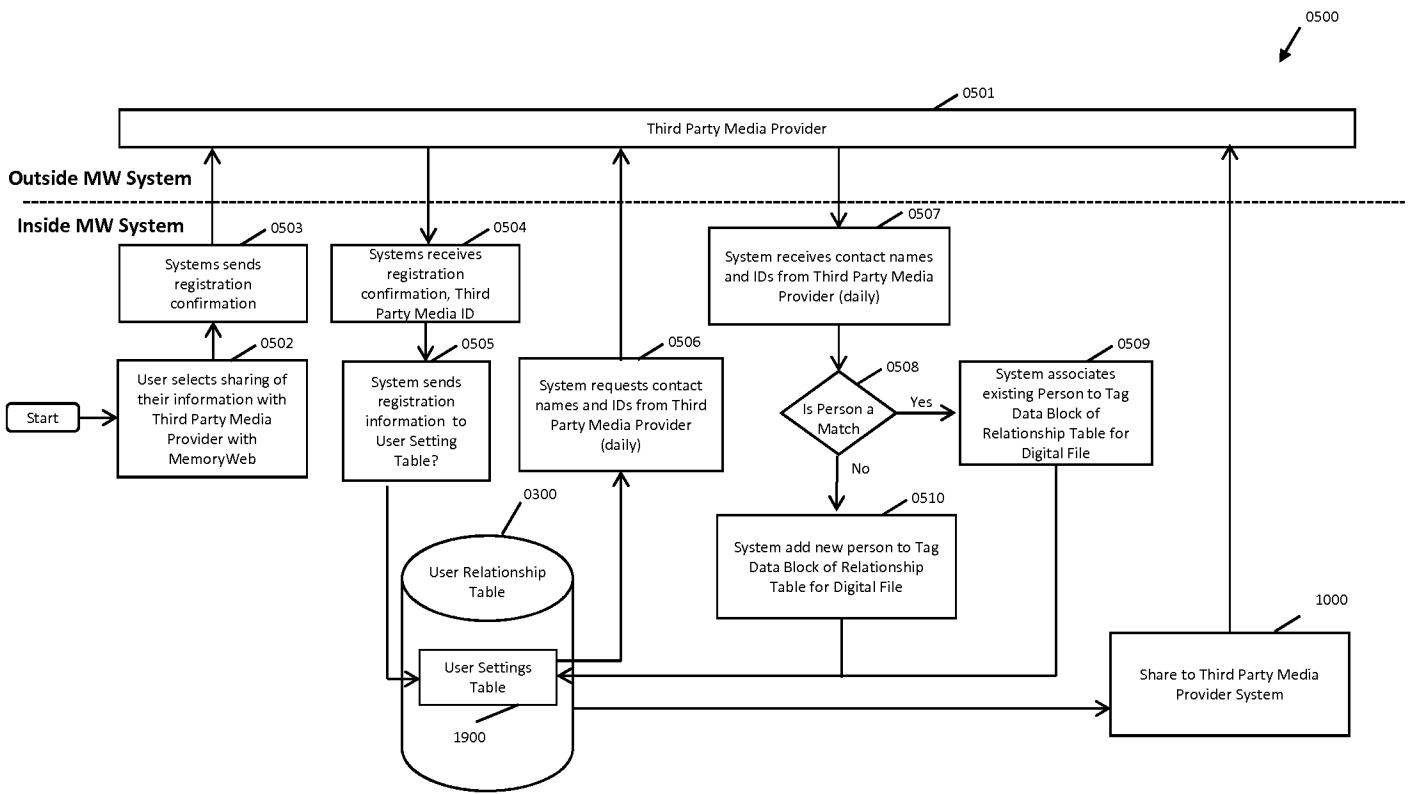 0500
0501
Third Party Media Provider
Outside MW System
Inside MW System
0503
Systems sends
registration
confirmation
0504
Systems receives
registration
confirmation, Third
Party Media ID
0507
System receives contact names
and IDs from Third Party Media
Provider (daily)
Start
0502
User selects sharing of
their information with
Third Party Media
Provider with
MemoryWeb
0505
System sends
registration
information to
User Setting
Table?
0506
System requests contact
names and IDs from Third
Party Media Provider
(daily)
0508
Is Person a
Match
Yes
No
0509
System associates
existing Person to Tag
Data Block of
Relationship Table for
Digital File
0510
System add new person to Tag
Data Block of Relationship
Table for Digital File
0300
User Relationship
Table
User Settings
Table
1900
1000
Share to Third Party Media
Provider System